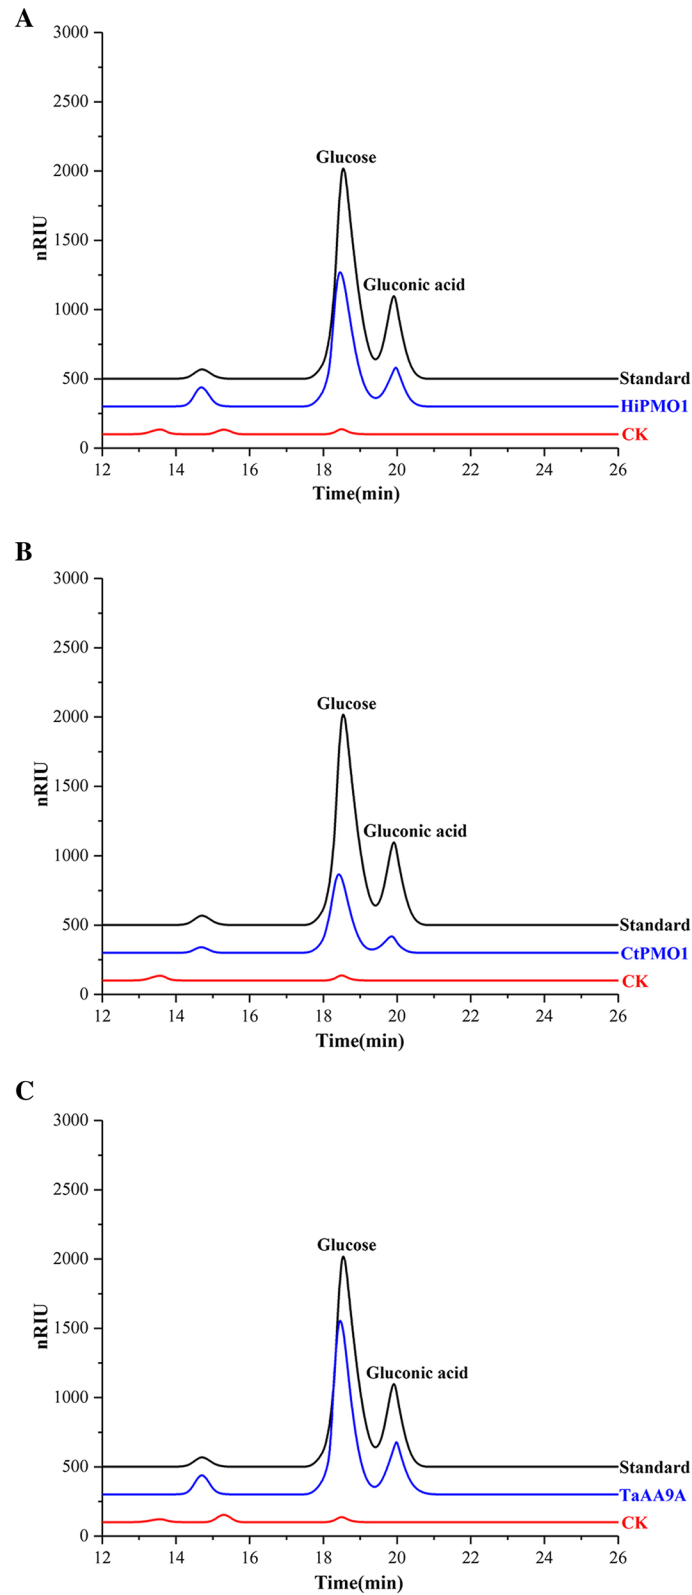 A
3000
2500
2000
1500
1000
500
0
nRIU
Glucose
Gluconic acid
Standard
HiPMO1
CK
12 14 16 18 20 22 24 26
Time(min)
B
3000
2500
2000
1500
1000
500
0
nRIU
Glucose
Gluconic acid
Standard
CtPMO1
CK
12 14 16 18 20 22 24 26
Time(min)
C
3000
2500
2000
1500
1000
500
0
nRIU
Glucose
Gluconic acid
Standard
TaAA9A
CK
12 14 16 18 20 22 24 26
Time(min)